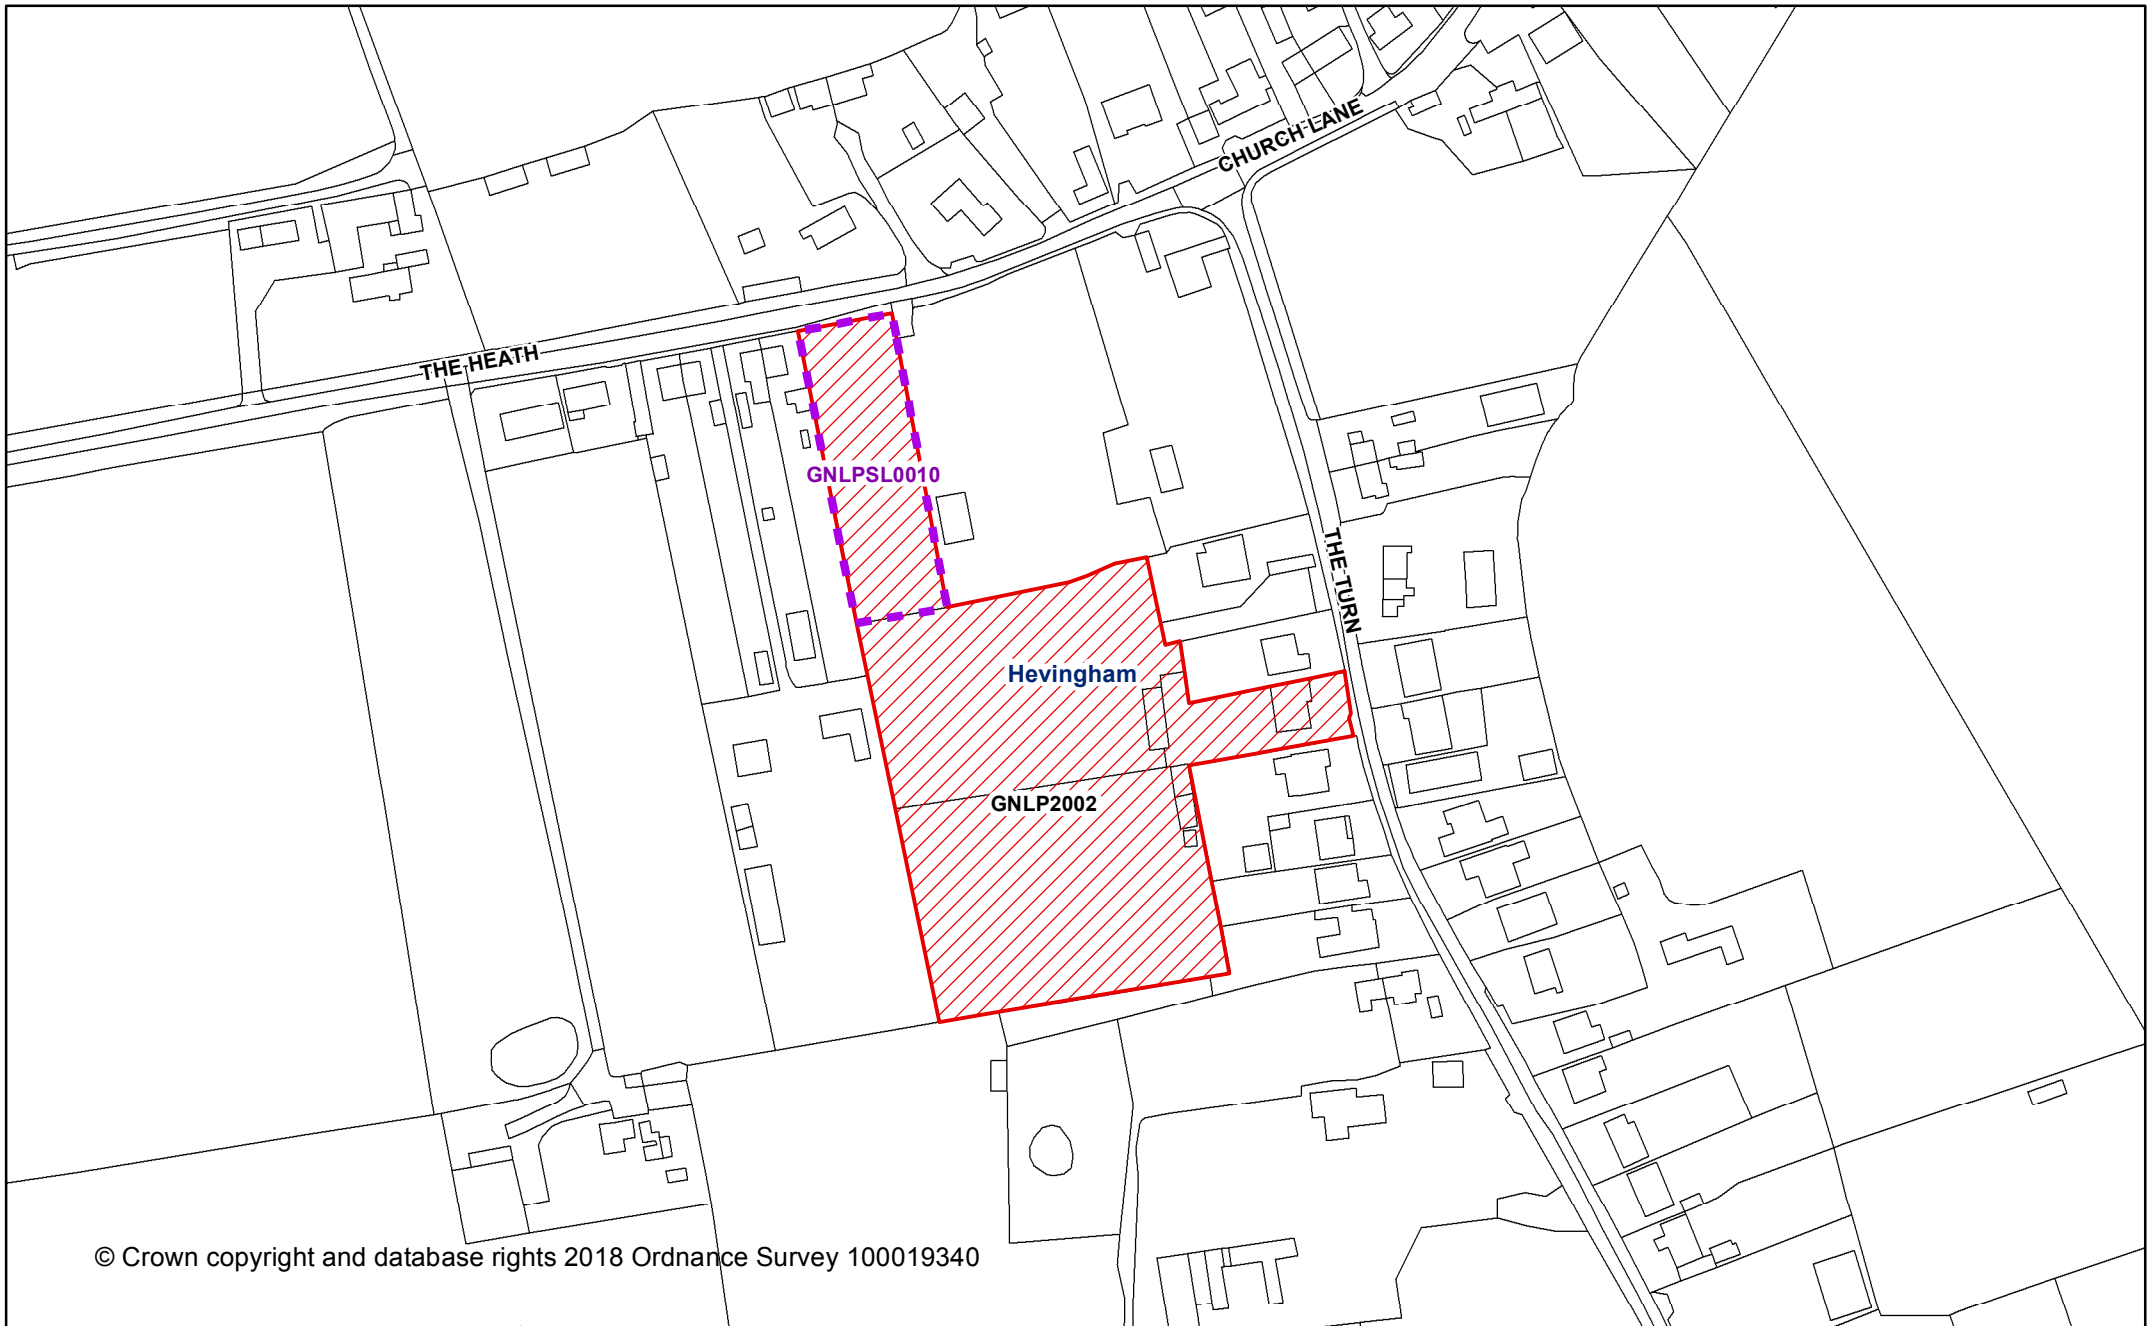 CHURCH LANE
THE HEATH
GNLPSL0010
THE TURN
Hevingham
GNLP2002
© Crown copyright and database rights 2018 Ordnance Survey 100019340